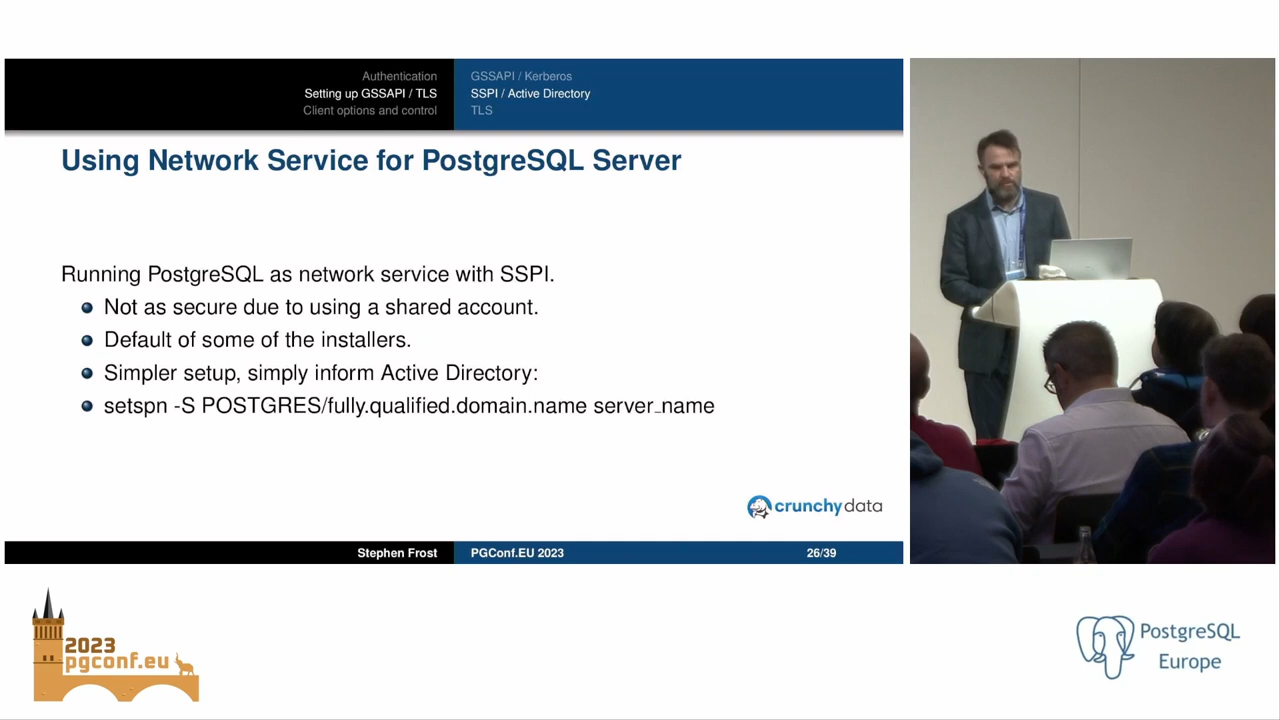 Authentication
Setting up GSSAPI / TLS
Client options and control
GSSAPI / Kerberos
SSPI / Active Directory
TLS
Using Network Service for PostgreSQL Server
Running PostgreSQL as network service with SSPI.
Not as secure due to using a shared account.
Default of some of the installers.
Simpler setup, simply inform Active Directory:
setspn -S POSTGRES/fully.qualified.domain.name server_name
crunchydata
Stephen Frost
PGConf.EU 2023
26/39
2023
pgconf.eu
PostgreSQL
Europe